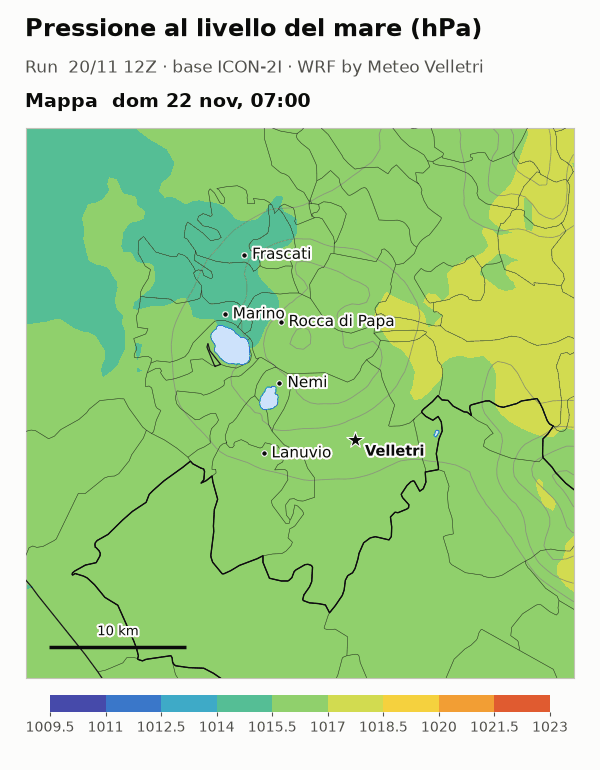 Pressione al livello del mare (hPa)
Run  20/11 12Z · base ICON-2I · WRF by Meteo Velletri
Mappa  dom 22 nov, 07:00
Frascati
Marino
Rocca di Papa
Nemi
Velletri
Lanuvio
10 km
1009.5 1011 1012.5 1014 1015.5 1017 1018.5 1020 1021.5 1023